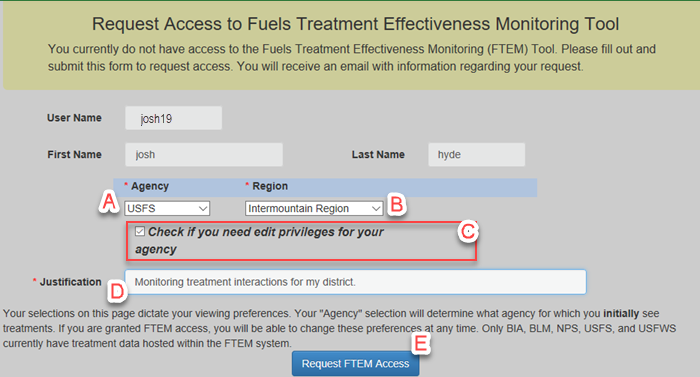 Request Access to Fuels Treatment Effectiveness Monitoring Tool
You currently do not have access to the Fuels Treatment Effectiveness Monitoring (FTEM) Tool. Please fill out and
submit this form to request access. You will receive an email with information regarding your request.
User Name josh19
First Name josh Last Name hyde
* Agency * Region
A USFS Intermountain Region B
Check if you need edit privileges for your C
agency
* Justification D Monitoring treatment interactions for my district.
Your selections on this page dictate your viewing preferences. Your "Agency" selection will determine what agency for which you initially see
treatments. If you are granted FTEM access, you will be able to change these preferences at any time. Only BIA, BLM, NPS, USFS, and USFWS
currently have treatment data hosted within the FTEM system.
Request FTEM Access E